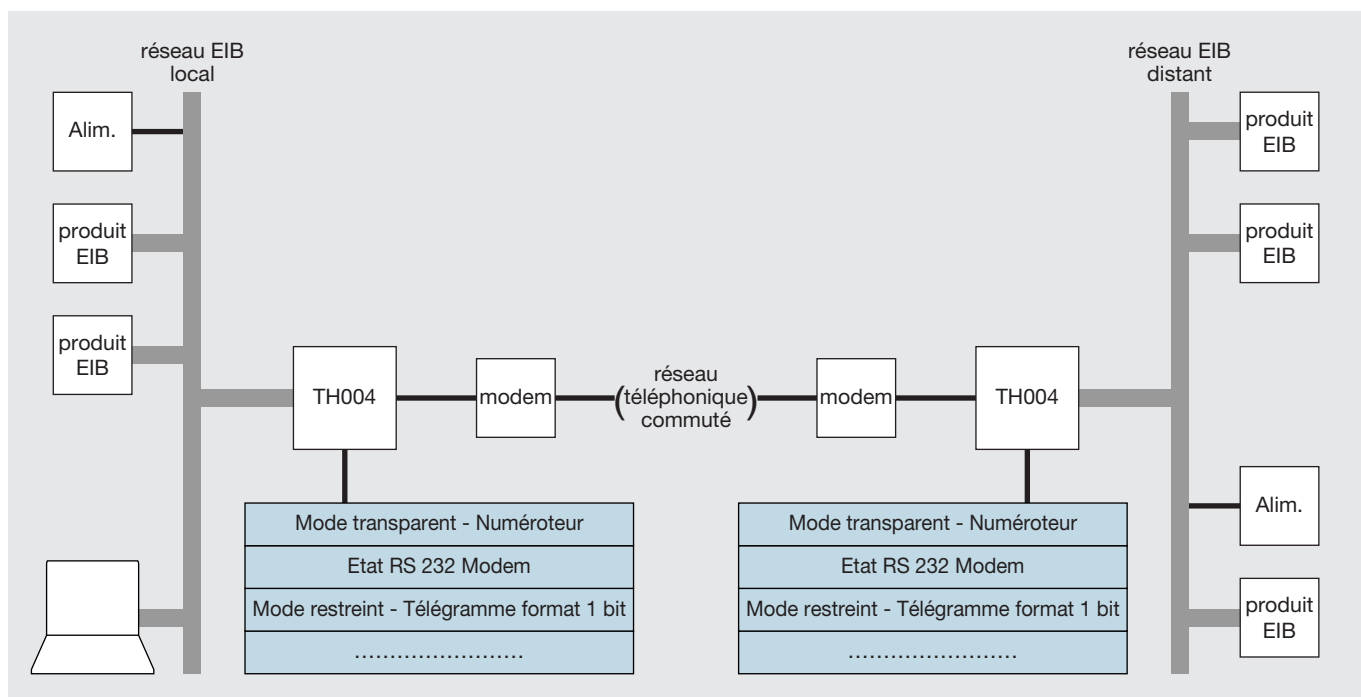 réseau EIB
local
réseau EIB
distant
Alim.
produit
EIB
produit
EIB
produit
EIB
produit
EIB
TH004
modem
réseau
(téléphonique)
commuté
modem
TH004
Mode transparent - Numéroteur
Etat RS 232 Modem
Mode restreint - Télégramme format 1 bit
........................
Mode transparent - Numéroteur
Etat RS 232 Modem
Mode restreint - Télégramme format 1 bit
........................
Alim.
produit
EIB